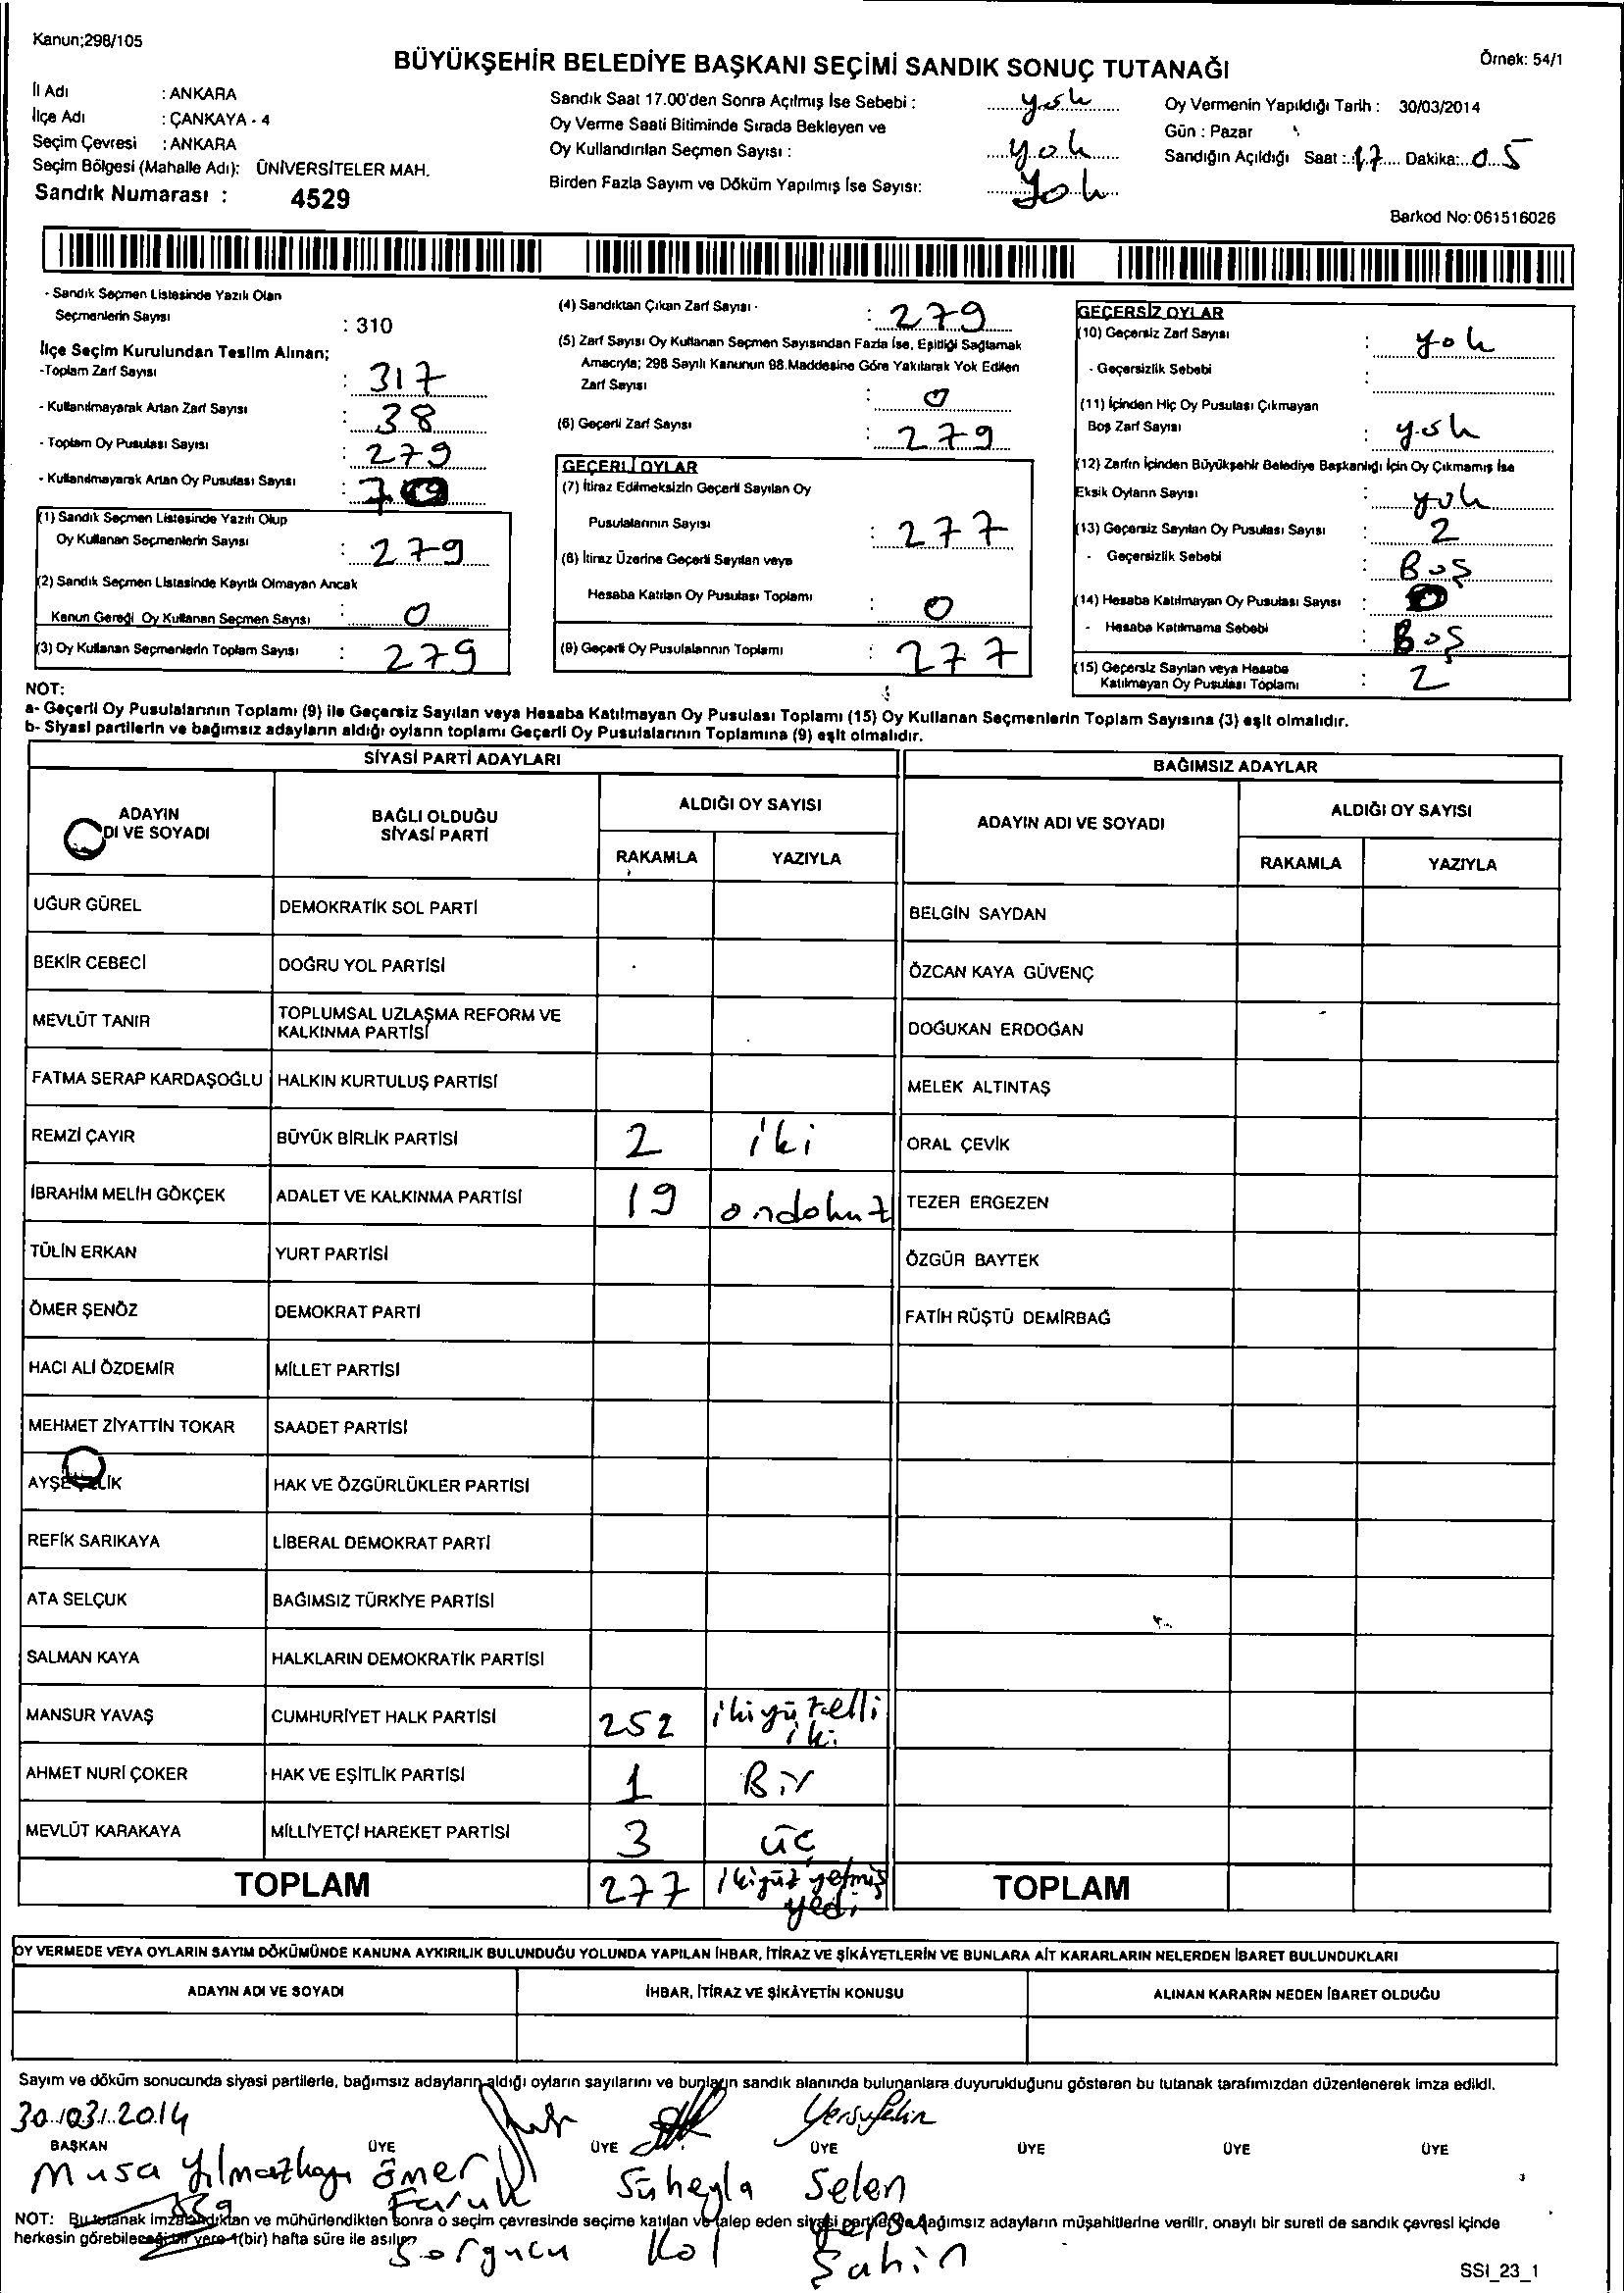 Kanun;298/105
BÜYÜKŞEHİR BELEDİYE BAŞKANI SEÇİMİ SANDIK SONUÇ TUTANAĞI
Örnek: 54/1
İl Adı : ANKARA
İlçe Adı : ÇANKAYA - 4
Seçim Çevresi : ANKARA
Seçim Bölgesi (Mahalle Adı): ÜNİVERSİTELER MAH.
Sandık Numarası : 4529
Sandık Saat 17.00'den Sonra Açılmış İse Sebebi : yok
Oy Verme Saati Bitiminde Sırada Bekleyen ve
Oy Kullandırılan Seçmen Sayısı : yok
Birden Fazla Sayım ve Döküm Yapılmış İse Sayısı: yok
Oy Vermenin Yapıldığı Tarih : 30/03/2014
Gün : Pazar
Sandığın Açıldığı Saat : 17 Dakika: 05
Barkod No: 061516026
- Sandık Seçmen Listesinde Yazılı Olan
Seçmenlerin Sayısı : 310
İlçe Seçim Kurulundan Teslim Alınan;
-Toplam Zarf Sayısı : 317
- Kullanılmayarak Artan Zarf Sayısı : 38
- Toplam Oy Pusulası Sayısı : 279
- Kullanılmayarak Artan Oy Pusulası Sayısı :
(1) Sandık Seçmen Listesinde Yazılı Olup
Oy Kullanan Seçmenlerin Sayısı : 279
(2) Sandık Seçmen Listesinde Kayıtlı Olmayan Ancak
Kanun Gereği Oy Kullanan Seçmen Sayısı : 0
(3) Oy Kullanan Seçmenlerin Toplam Sayısı : 279
(4) Sandıktan Çıkan Zarf Sayısı - : 279
(5) Zarf Sayısı Oy Kullanan Seçmen Sayısından Fazla İse, Eşitliği Sağlamak
Amacıyla; 298 Sayılı Kanunun 98.Maddesine Göre Yakılarak Yok Edilen
Zarf Sayısı : 0
(6) Geçerli Zarf Sayısı : 279
GEÇERLİ OYLAR
(7) İtiraz Edilmeksizin Geçerli Sayılan Oy
Pusulalarının Sayısı : 277
(8) İtiraz Üzerine Geçerli Sayılan veya
Hesaba Katılan Oy Pusulası Toplamı : 0
(9) Geçerli Oy Pusulalarının Toplamı : 277
GEÇERSİZ OYLAR
(10) Geçersiz Zarf Sayısı : yok
- Geçersizlik Sebebi :
(11) İçinden Hiç Oy Pusulası Çıkmayan
Boş Zarf Sayısı : yok
(12) Zarfın İçinden Büyükşehir Belediye Başkanlığı İçin Oy Çıkmamış İse
Eksik Oyların Sayısı : yok
(13) Geçersiz Sayılan Oy Pusulası Sayısı : 2
- Geçersizlik Sebebi : Boş
(14) Hesaba Katılmayan Oy Pusulası Sayısı :
- Hesaba Katılmama Sebebi : Boş
(15) Geçersiz Sayılan veya Hesaba
Katılmayan Oy Pusulası Toplamı : 2
NOT:
a- Geçerli Oy Pusulalarının Toplamı (9) ile Geçersiz Sayılan veya Hesaba Katılmayan Oy Pusulası Toplamı (15) Oy Kullanan Seçmenlerin Toplam Sayısına (3) eşit olmalıdır.
b- Siyasi partilerin ve bağımsız adayların aldığı oyların toplamı Geçerli Oy Pusulalarının Toplamına (9) eşit olmalıdır.
SİYASİ PARTİ ADAYLARI
BAĞIMSIZ ADAYLAR
ADAYIN
DI VE SOYADI
BAĞLI OLDUĞU
SİYASİ PARTİ
ALDIĞI OY SAYISI
RAKAMLA YAZIYLA
ADAYIN ADI VE SOYADI
ALDIĞI OY SAYISI
RAKAMLA YAZIYLA
UĞUR GÜREL DEMOKRATİK SOL PARTİ BELGİN SAYDAN
BEKİR CEBECİ DOĞRU YOL PARTİSİ ÖZCAN KAYA GÜVENÇ
MEVLÜT TANIR TOPLUMSAL UZLAŞMA REFORM VE
KALKINMA PARTİSİ DOĞUKAN ERDOĞAN
FATMA SERAP KARDAŞOĞLU HALKIN KURTULUŞ PARTİSİ MELEK ALTINTAŞ
REMZİ ÇAYIR BÜYÜK BİRLİK PARTİSİ 2 iki ORAL ÇEVİK
İBRAHİM MELİH GÖKÇEK ADALET VE KALKINMA PARTİSİ 19 ondokuz TEZER ERGEZEN
TÜLİN ERKAN YURT PARTİSİ ÖZGÜR BAYTEK
ÖMER ŞENÖZ DEMOKRAT PARTİ FATİH RÜŞTÜ DEMİRBAĞ
HACI ALİ ÖZDEMİR MİLLET PARTİSİ
MEHMET ZİYATTİN TOKAR SAADET PARTİSİ
AYŞE ÇELİK HAK VE ÖZGÜRLÜKLER PARTİSİ
REFİK SARIKAYA LİBERAL DEMOKRAT PARTİ
ATA SELÇUK BAĞIMSIZ TÜRKİYE PARTİSİ
SALMAN KAYA HALKLARIN DEMOKRATİK PARTİSİ
MANSUR YAVAŞ CUMHURİYET HALK PARTİSİ 252 ikiyüzelli
iki
AHMET NURİ ÇOKER HAK VE EŞİTLİK PARTİSİ 1 Bir
MEVLÜT KARAKAYA MİLLİYETÇİ HAREKET PARTİSİ 3 üç
TOPLAM 277 ikiyüz yetmiş
yedi
TOPLAM
OY VERMEDE VEYA OYLARIN SAYIM DÖKÜMÜNDE KANUNA AYKIRILIK BULUNDUĞU YOLUNDA YAPILAN İHBAR, İTİRAZ VE ŞİKÂYETLERİN VE BUNLARA AİT KARARLARIN NELERDEN İBARET BULUNDUKLARI
ADAYIN ADI VE SOYADI İHBAR, İTİRAZ VE ŞİKÂYETİN KONUSU ALINAN KARARIN NEDEN İBARET OLDUĞU
Sayım ve döküm sonucunda siyasi partilerle, bağımsız adayların aldığı oyların sayılarını ve bunların sandık alanında bulunanlara duyurulduğunu gösteren bu tutanak tarafımızdan düzenlenerek imza edildi.
30/03/2014
BAŞKAN ÜYE ÜYE ÜYE ÜYE ÜYE ÜYE
Musa Yılmazkaya Ömer Süheyla Selen
Faruk Kol Yersu
Sorgucu Şahin
NOT: Bu tutanak imzalandıktan ve mühürlendikten sonra o seçim çevresinde seçime katılan ve talep eden siyasi partiler ve bağımsız adayların müşahitlerine verilir, onaylı bir sureti de sandık çevresi içinde
herkesin görebileceği bir yere 1(bir) hafta süre ile asılır.
SSI_23_1